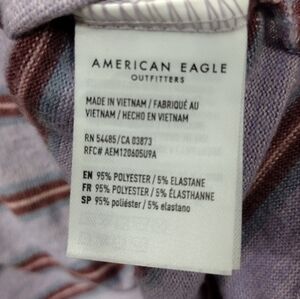 AMERICAN EAGLE
OUTFITTERS
MADE IN VIETNAM / FABRIQUÉ AU
VIETNAM / HECHO EN VIETNAM
RN 54485/CA 03873
RFC# AEM120605U9A
EN 95% POLYESTER / 5% ELASTANE
FR 95% POLYESTER / 5% ÉLASTHANNE
SP 95% poliéster / 5% elastano